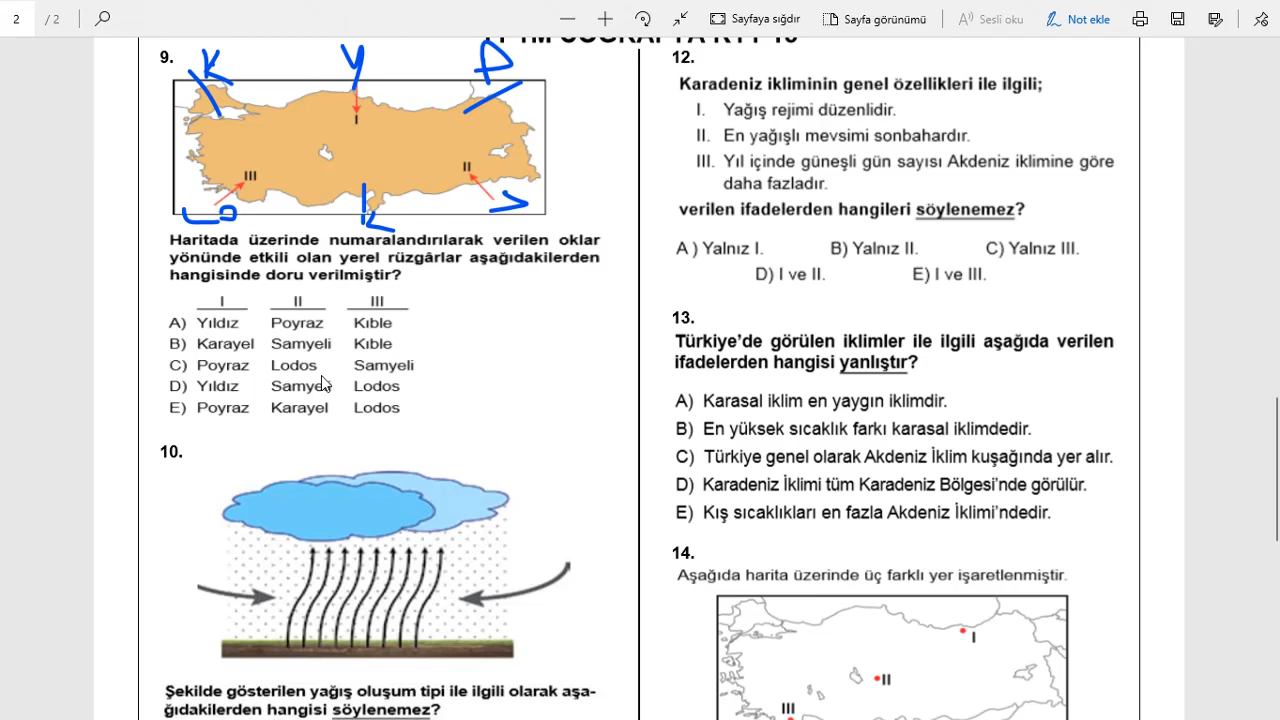 2 / 2
Sayfaya sığdır
Sayfa görünümü
Sesli oku
Not ekle
9.
K
Y
P
I
II
III
Lo
K
S
Haritada üzerinde numaralandırılarak verilen oklar
yönünde etkili olan yerel rüzgârlar aşağıdakilerden
hangisinde doru verilmiştir?
I II III
A) Yıldız Poyraz Kıble
B) Karayel Samyeli Kıble
C) Poyraz Lodos Samyeli
D) Yıldız Samyeli Lodos
E) Poyraz Karayel Lodos
10.
Şekilde gösterilen yağış oluşum tipi ile ilgili olarak aşa-
ğıdakilerden hangisi söylenemez?
12.
Karadeniz ikliminin genel özellikleri ile ilgili;
I. Yağış rejimi düzenlidir.
II. En yağışlı mevsimi sonbahardır.
III. Yıl içinde güneşli gün sayısı Akdeniz iklimine göre
daha fazladır.
verilen ifadelerden hangileri söylenemez?
A ) Yalnız I. B) Yalnız II. C) Yalnız III.
D) I ve II. E) I ve III.
13.
Türkiye'de görülen iklimler ile ilgili aşağıda verilen
ifadelerden hangisi yanlıştır?
A) Karasal iklim en yaygın iklimdir.
B) En yüksek sıcaklık farkı karasal iklimdedir.
C) Türkiye genel olarak Akdeniz İklim kuşağında yer alır.
D) Karadeniz İklimi tüm Karadeniz Bölgesi'nde görülür.
E) Kış sıcaklıkları en fazla Akdeniz İklimi'ndedir.
14.
Aşağıda harita üzerinde üç farklı yer işaretlenmiştir.
I
II
III